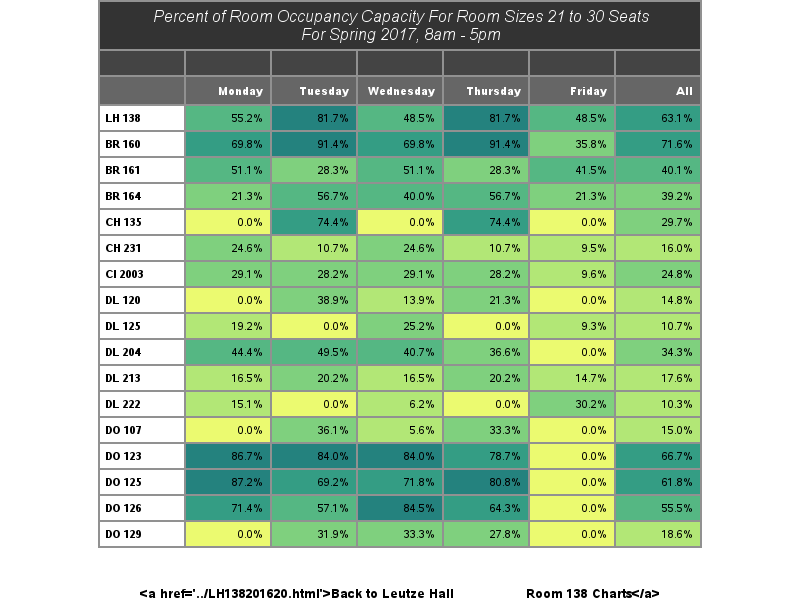 Percent of Room Occupancy Capacity For Room Sizes 21 to 30 Seats
For Spring 2017, 8am - 5pm
Monday Tuesday Wednesday Thursday Friday All
LH 138 55.2% 81.7% 48.5% 81.7% 48.5% 63.1%
BR 160 69.8% 91.4% 69.8% 91.4% 35.8% 71.6%
BR 161 51.1% 28.3% 51.1% 28.3% 41.5% 40.1%
BR 164 21.3% 56.7% 40.0% 56.7% 21.3% 39.2%
CH 135 0.0% 74.4% 0.0% 74.4% 0.0% 29.7%
CH 231 24.6% 10.7% 24.6% 10.7% 9.5% 16.0%
CI 2003 29.1% 28.2% 29.1% 28.2% 9.6% 24.8%
DL 120 0.0% 38.9% 13.9% 21.3% 0.0% 14.8%
DL 125 19.2% 0.0% 25.2% 0.0% 9.3% 10.7%
DL 204 44.4% 49.5% 40.7% 36.6% 0.0% 34.3%
DL 213 16.5% 20.2% 16.5% 20.2% 14.7% 17.6%
DL 222 15.1% 0.0% 6.2% 0.0% 30.2% 10.3%
DO 107 0.0% 36.1% 5.6% 33.3% 0.0% 15.0%
DO 123 86.7% 84.0% 84.0% 78.7% 0.0% 66.7%
DO 125 87.2% 69.2% 71.8% 80.8% 0.0% 61.8%
DO 126 71.4% 57.1% 84.5% 64.3% 0.0% 55.5%
DO 129 0.0% 31.9% 33.3% 27.8% 0.0% 18.6%
<a href='../LH138201620.html'>Back to Leutze Hall Room 138 Charts</a>